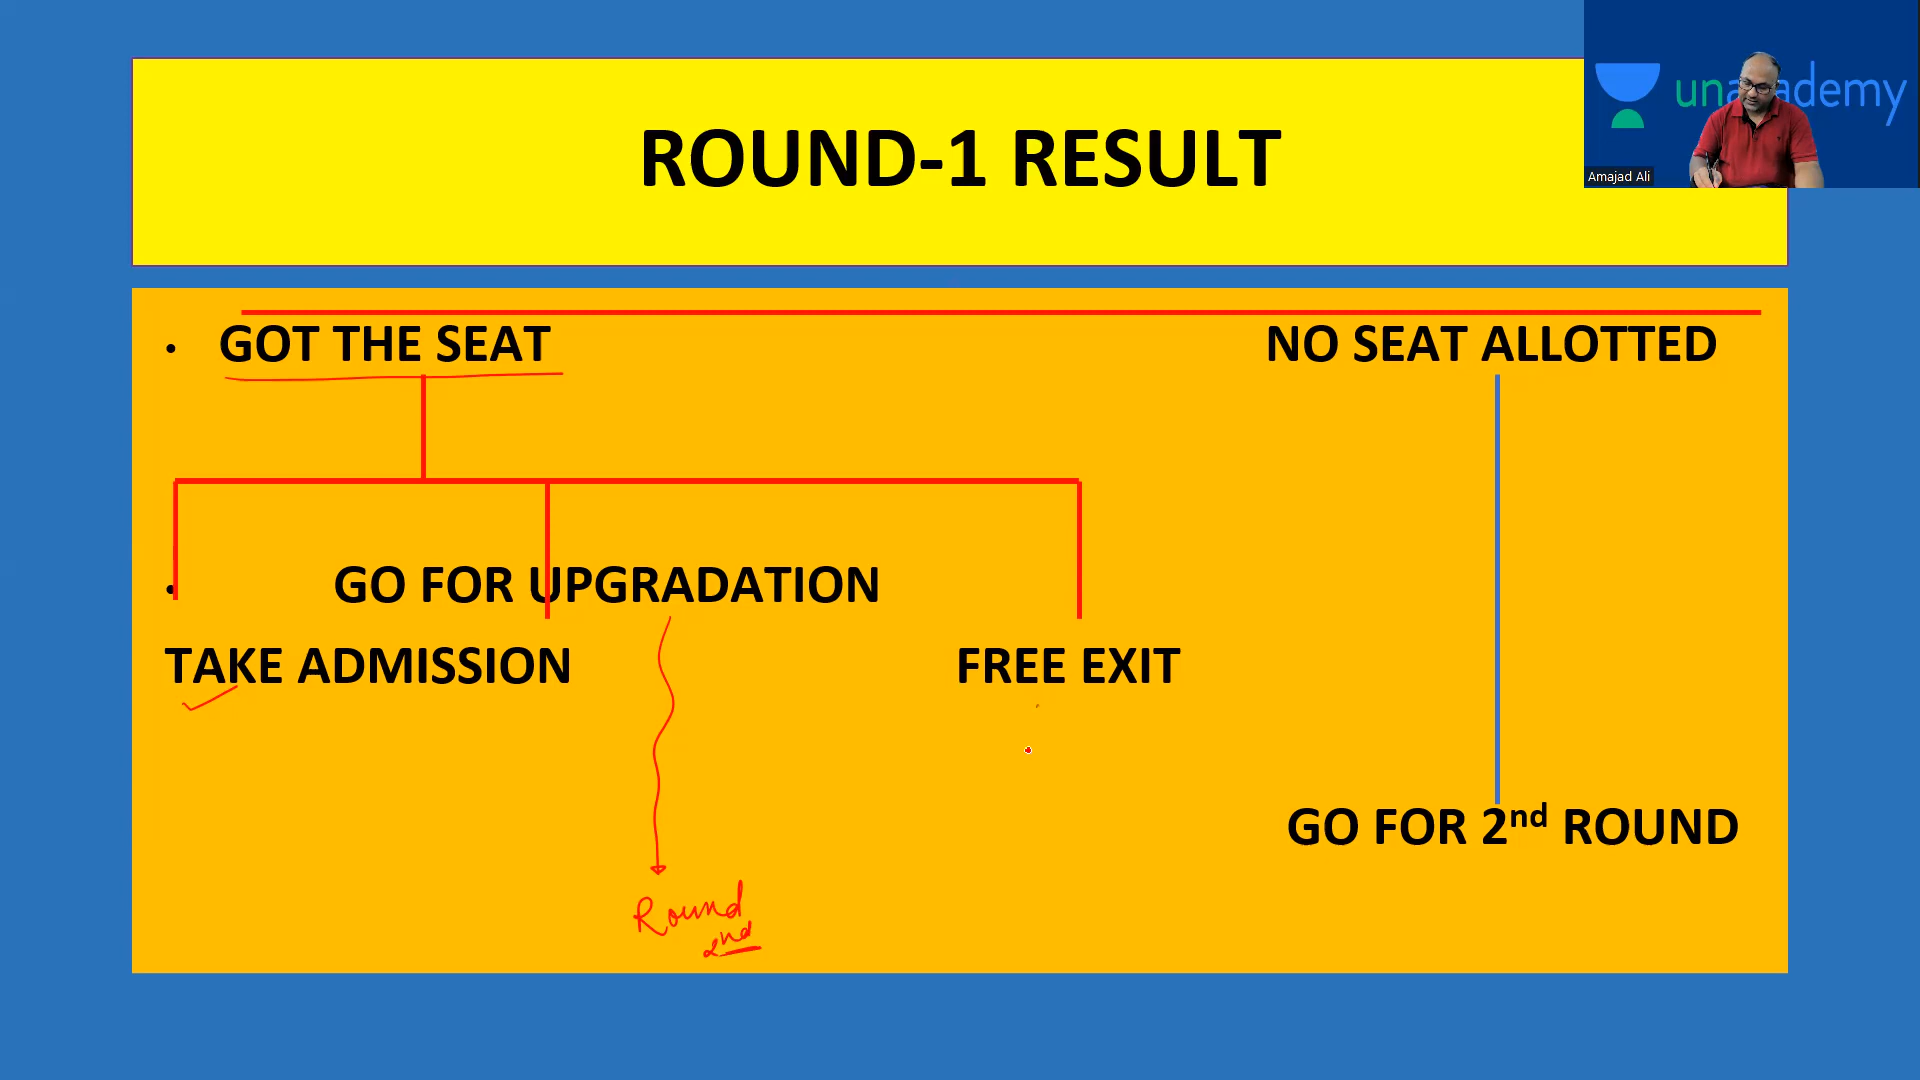 unacademy
Amajad Ali
ROUND-1 RESULT
• GOT THE SEAT
NO SEAT ALLOTTED
• GO FOR UPGRADATION
TAKE ADMISSION
FREE EXIT
GO FOR 2nd ROUND
Round
2nd